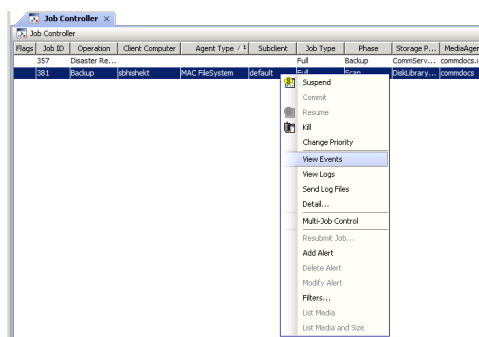 Job Controller ×
Job Controller
Flags Job ID Operation Client Computer Agent Type / 1 Subclient Job Type Phase Storage P... MediaAgen
357 Disaster Re... Full Backup CommServ... commdocs.i
381 Backup sbhishekt MAC FileSystem default Full Scan DiskLibrary... commdocs
Suspend
Commit
Resume
Kill
Change Priority
View Events
View Logs
Send Log Files
Detail...
Multi-Job Control
Resubmit Job...
Add Alert
Delete Alert
Modify Alert
Filters...
List Media
List Media and Size